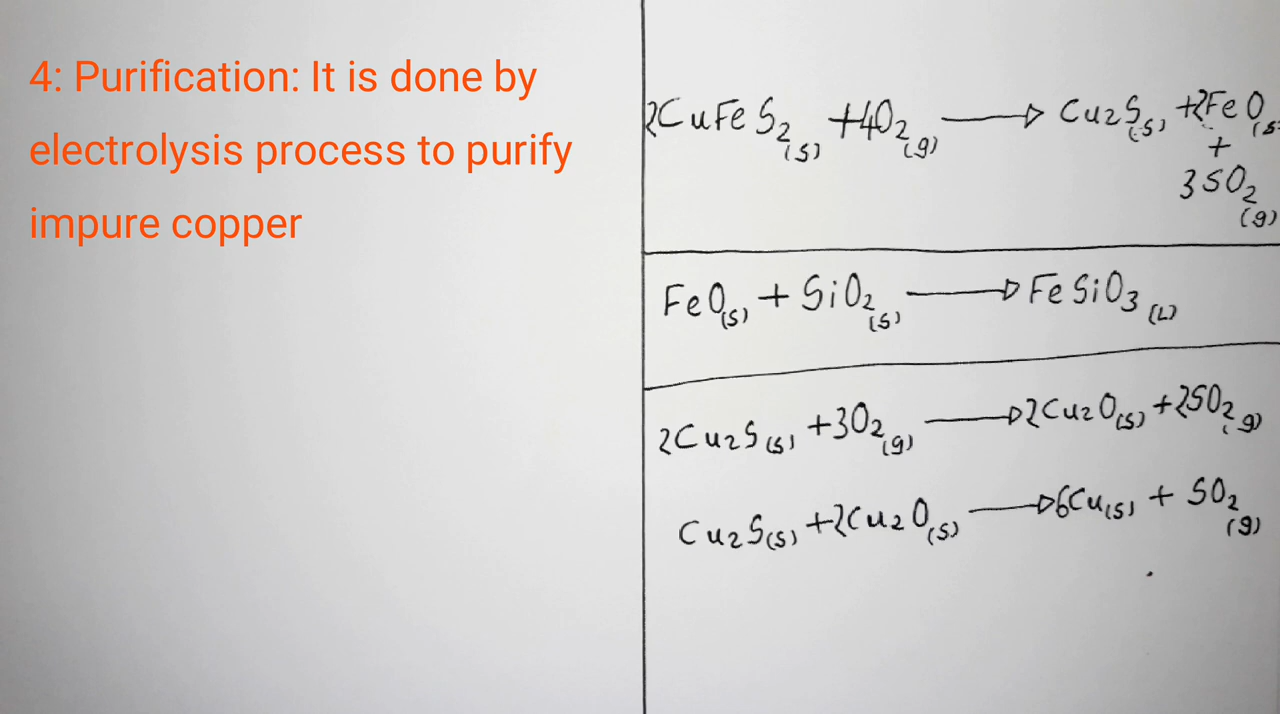 4: Purification: It is done by
electrolysis process to purify
impure copper
2CuFeS2(s) + 4O2(g) → Cu2S(s) + 2FeO(s)
+
3SO2(g)
FeO(s) + SiO2(s) → FeSiO3(L)
2Cu2S(s) + 3O2(g) → 2Cu2O(s) + 2SO2(g)
Cu2S(s) + 2Cu2O(s) → 6Cu(s) + SO2(g)